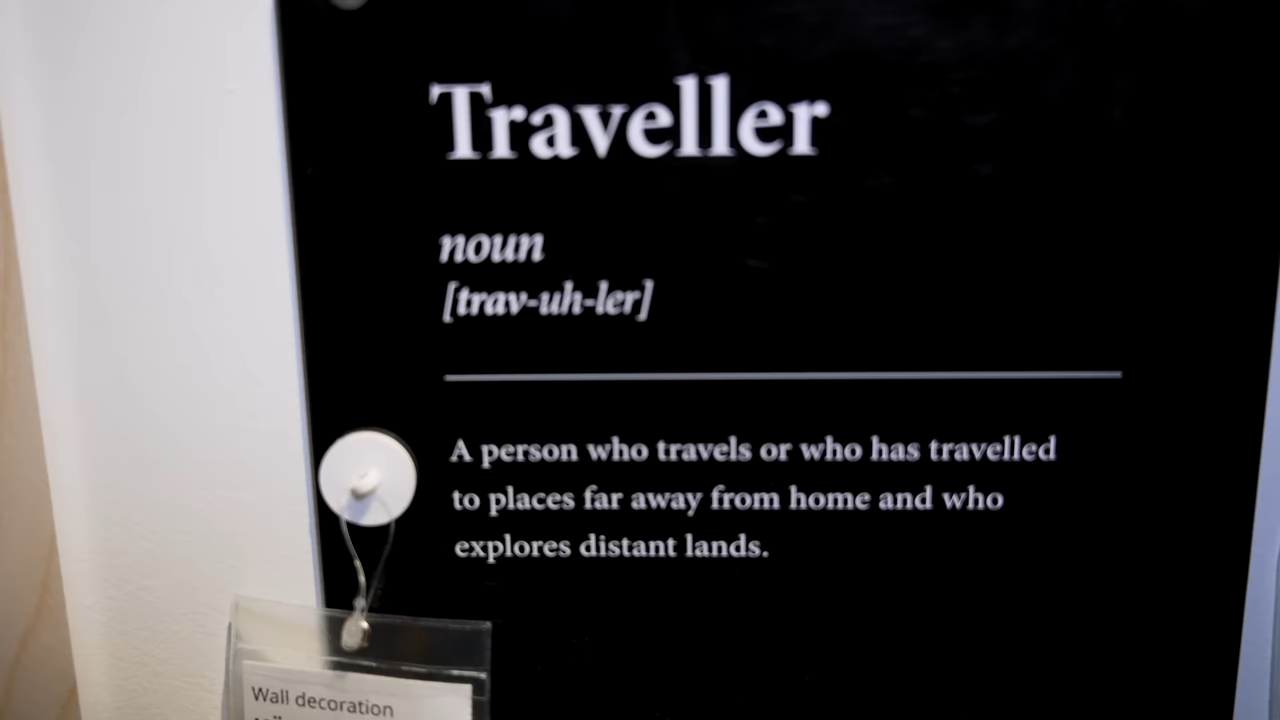 Traveller
noun
[trav-uh-ler]
A person who travels or who has travelled
to places far away from home and who
explores distant lands.
Wall decoration